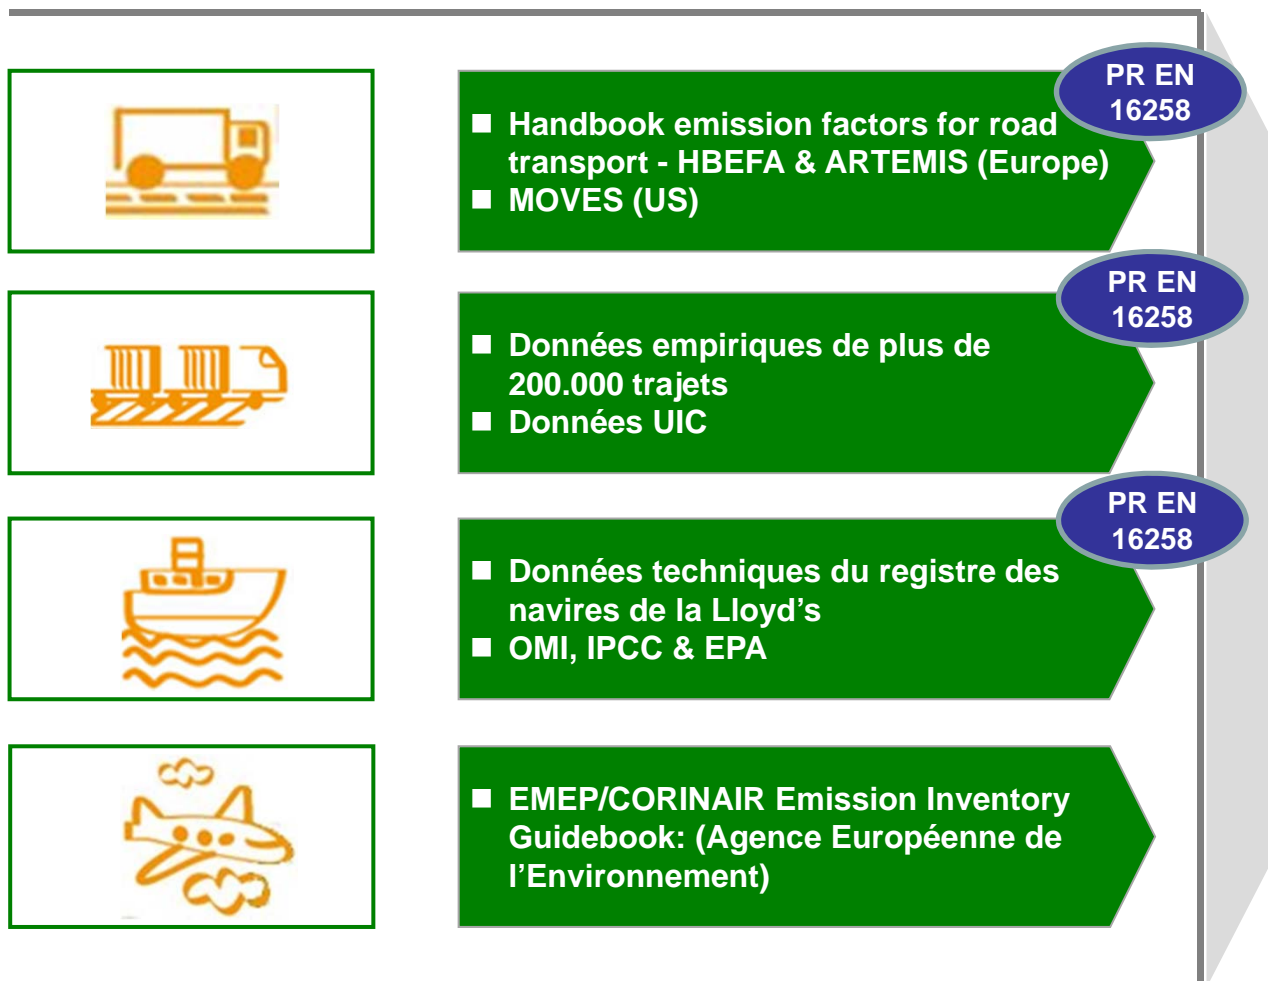 PR EN
16258
■ Handbook emission factors for road
transport - HBEFA & ARTEMIS (Europe)
■ MOVES (US)
PR EN
16258
■ Données empiriques de plus de
200.000 trajets
■ Données UIC
PR EN
16258
■ Données techniques du registre des
navires de la Lloyd’s
■ OMI, IPCC & EPA
■ EMEP/CORINAIR Emission Inventory
Guidebook: (Agence Européenne de
l’Environnement)